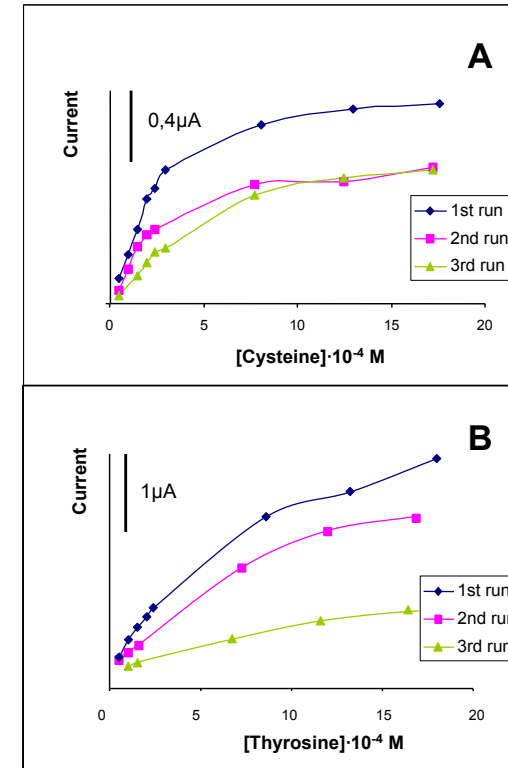 A
Current
0,4µA
1st run
2nd run
3rd run
0 5 10 15 20
[Cysteine]·10-4 M
B
Current
1µA
1st run
2nd run
3rd run
0 5 10 15 20
[Thyrosine]·10-4 M